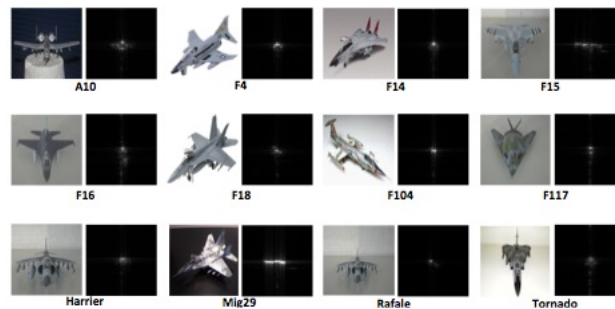 A10
F4
F14
F15
F16
F18
F104
F117
Harrier
Mig29
Rafale
Tornado